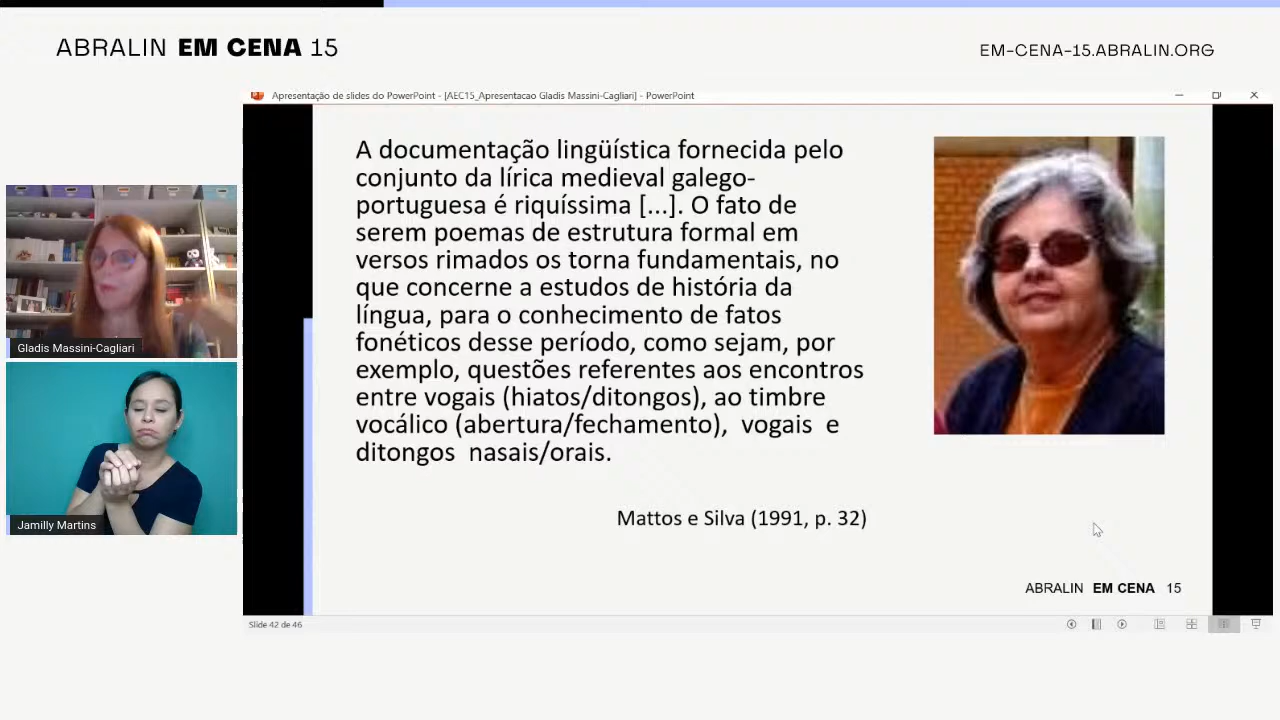 ABRALIN EM CENA 15
EM-CENA-15.ABRALIN.ORG
Apresentação de slides do PowerPoint - [AEC15_Apresentacao Gladis Massini-Cagliari] - PowerPoint
A documentação lingüística fornecida pelo
conjunto da lírica medieval galego-
portuguesa é riquíssima [...]. O fato de
serem poemas de estrutura formal em
versos rimados os torna fundamentais, no
que concerne a estudos de história da
língua, para o conhecimento de fatos
fonéticos desse período, como sejam, por
exemplo, questões referentes aos encontros
entre vogais (hiatos/ditongos), ao timbre
vocálico (abertura/fechamento), vogais e
ditongos nasais/orais.
Mattos e Silva (1991, p. 32)
Gladis Massini-Cagliari
Jamilly Martins
ABRALIN EM CENA 15
Slide 42 de 46